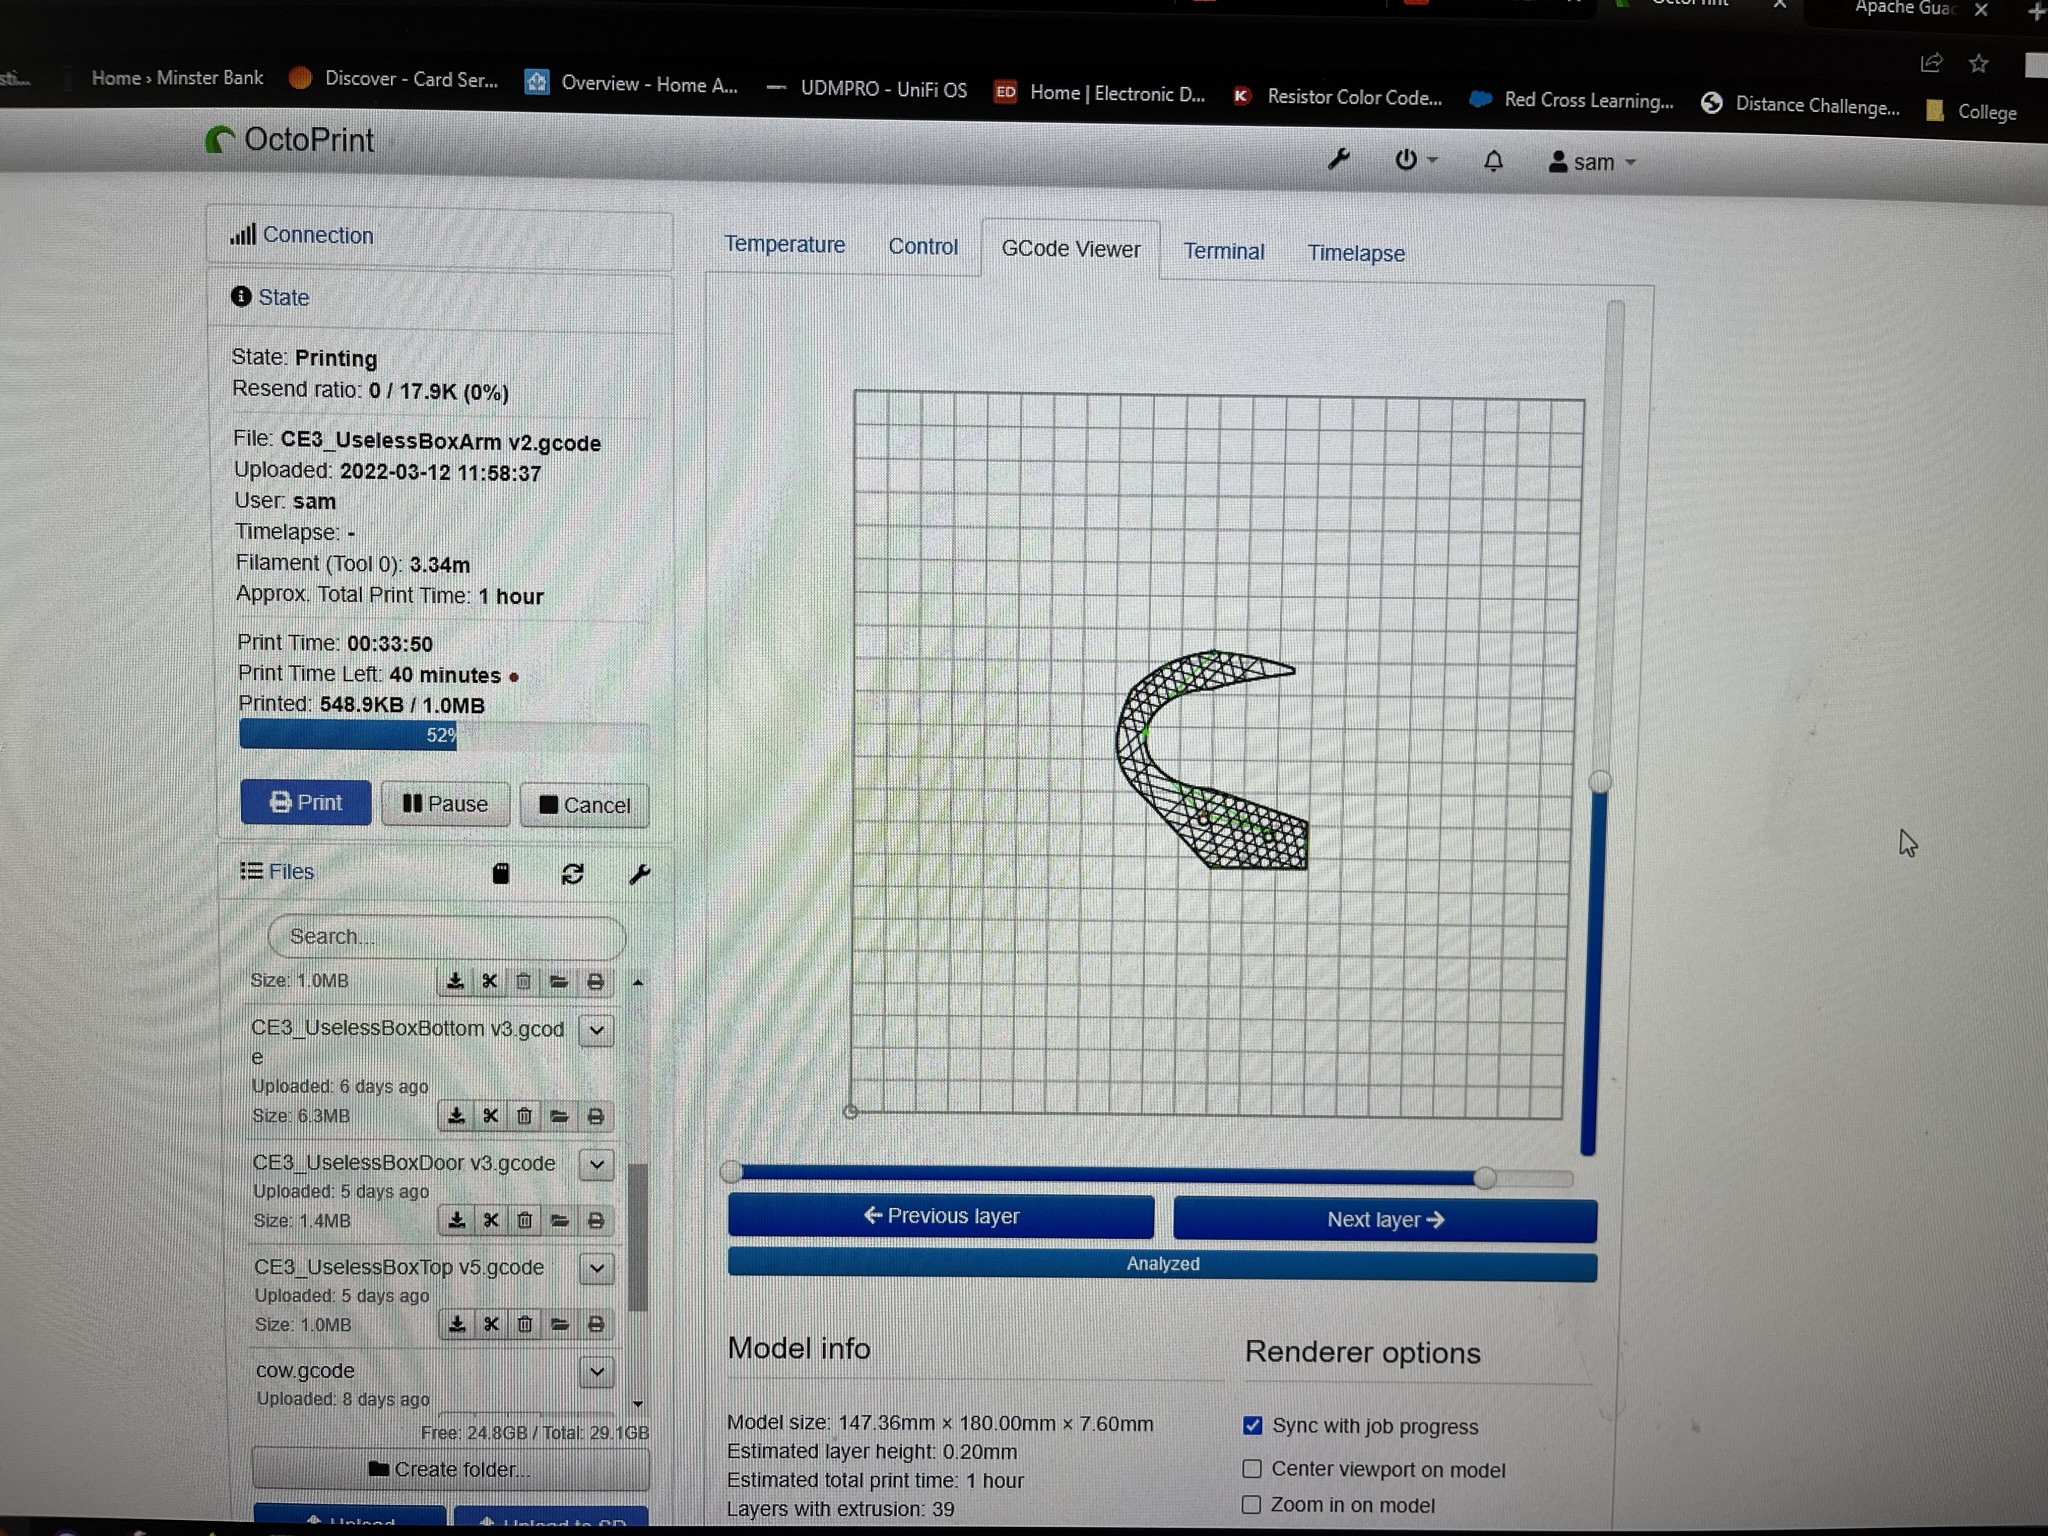 Apache Guac
Home › Minster Bank
Discover - Card Ser...
Overview - Home A...
UDMPRO - UniFi OS
ED
Home | Electronic D...
K
Resistor Color Code...
Red Cross Learning...
Distance Challenge...
College
OctoPrint
sam
Connection
Temperature
Control
GCode Viewer
Terminal
Timelapse
State
State: Printing
Resend ratio: 0 / 17.9K (0%)
File: CE3_UselessBoxArm v2.gcode
Uploaded: 2022-03-12 11:58:37
User: sam
Timelapse: -
Filament (Tool 0): 3.34m
Approx. Total Print Time: 1 hour
Print Time: 00:33:50
Print Time Left: 40 minutes
Printed: 548.9KB / 1.0MB
52%
Print
Pause
Cancel
Files
Search...
Size: 1.0MB
CE3_UselessBoxBottom v3.gcod
e
Uploaded: 6 days ago
Size: 6.3MB
CE3_UselessBoxDoor v3.gcode
Uploaded: 5 days ago
Size: 1.4MB
CE3_UselessBoxTop v5.gcode
Uploaded: 5 days ago
Size: 1.0MB
cow.gcode
Uploaded: 8 days ago
Free: 24.8GB / Total: 29.1GB
Create folder...
Upload
Upload to SD
Previous layer
Next layer
Analyzed
Model info
Model size: 147.36mm × 180.00mm × 7.60mm
Estimated layer height: 0.20mm
Estimated total print time: 1 hour
Layers with extrusion: 39
Renderer options
Sync with job progress
Center viewport on model
Zoom in on model